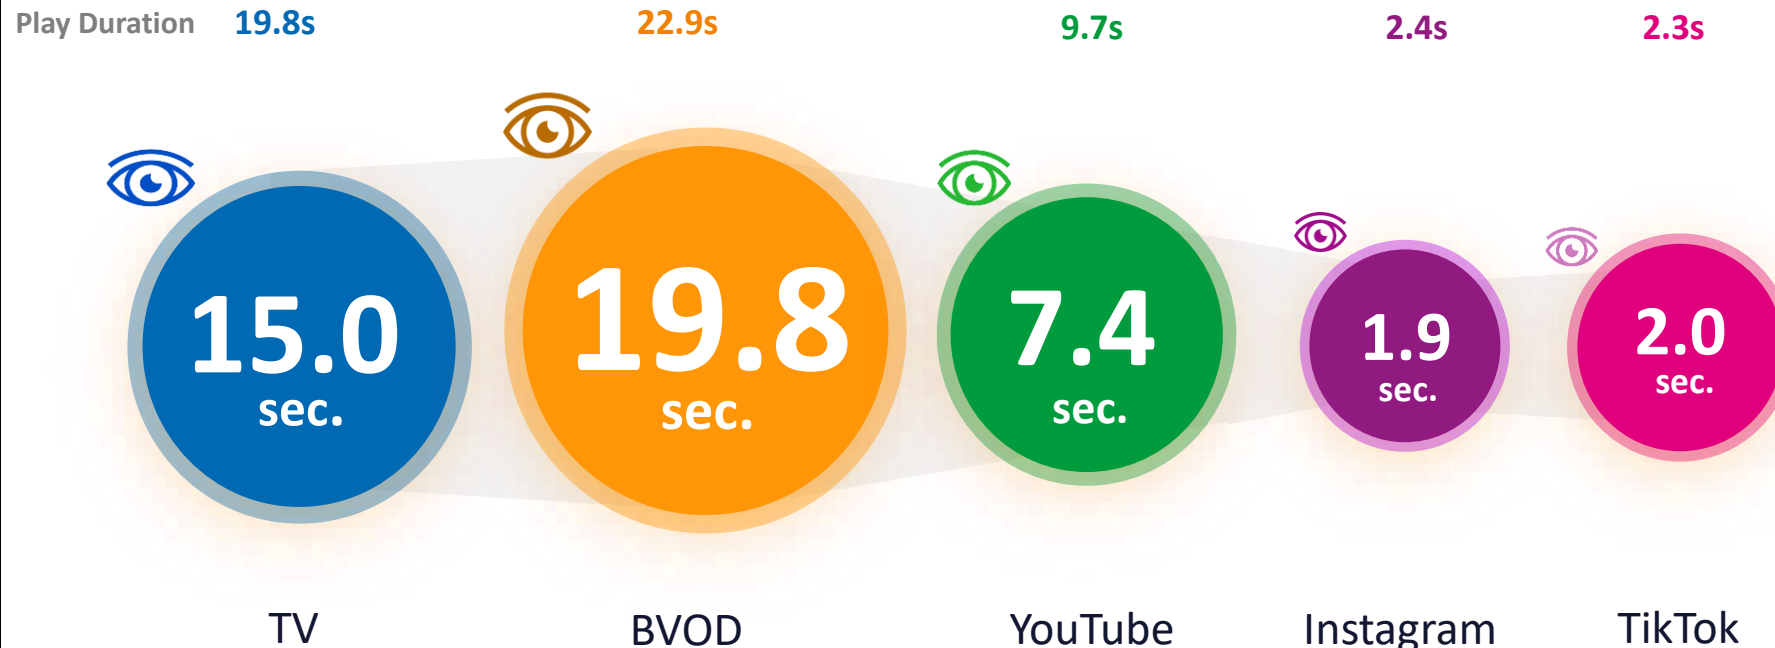 Play Duration 19.8s 22.9s 9.7s 2.4s 2.3s
15.0 19.8 7.4 1.9 2.0
sec. sec. sec. sec. sec.
TV BVOD YouTube Instagram TikTok